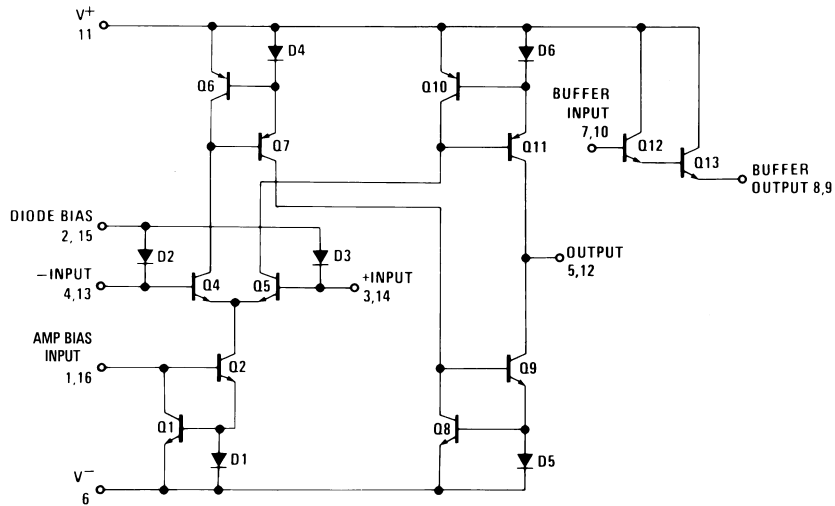 V+
11
D4
D6
Q6
Q10
BUFFER
INPUT
7, 10
Q7
Q11
Q12
Q13
BUFFER
OUTPUT 8, 9
DIODE BIAS
2, 15
D2
D3
OUTPUT
5, 12
–INPUT
4, 13
Q4
Q5
+INPUT
3, 14
AMP BIAS
INPUT
1, 16
Q2
Q9
Q1
Q8
D1
D5
V–
6